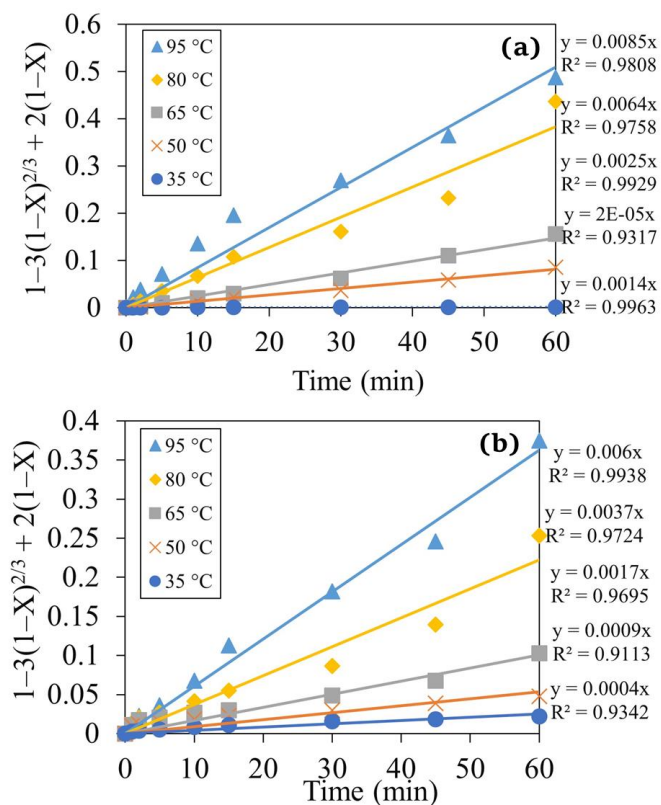 (a)
1–3(1–X)^2/3 + 2(1–X)
0.6
0.5
0.4
0.3
0.2
0.1
0
95 °C
80 °C
65 °C
50 °C
35 °C
y = 0.0085x
R² = 0.9808
y = 0.0064x
R² = 0.9758
y = 0.0025x
R² = 0.9929
y = 2E-05x
R² = 0.9317
y = 0.0014x
R² = 0.9963
0 10 20 30 40 50 60
Time (min)
(b)
1–3(1–X)^2/3 + 2(1–X)
0.4
0.35
0.3
0.25
0.2
0.15
0.1
0.05
0
95 °C
80 °C
65 °C
50 °C
35 °C
y = 0.006x
R² = 0.9938
y = 0.0037x
R² = 0.9724
y = 0.0017x
R² = 0.9695
y = 0.0009x
R² = 0.9113
y = 0.0004x
R² = 0.9342
0 10 20 30 40 50 60
Time (min)